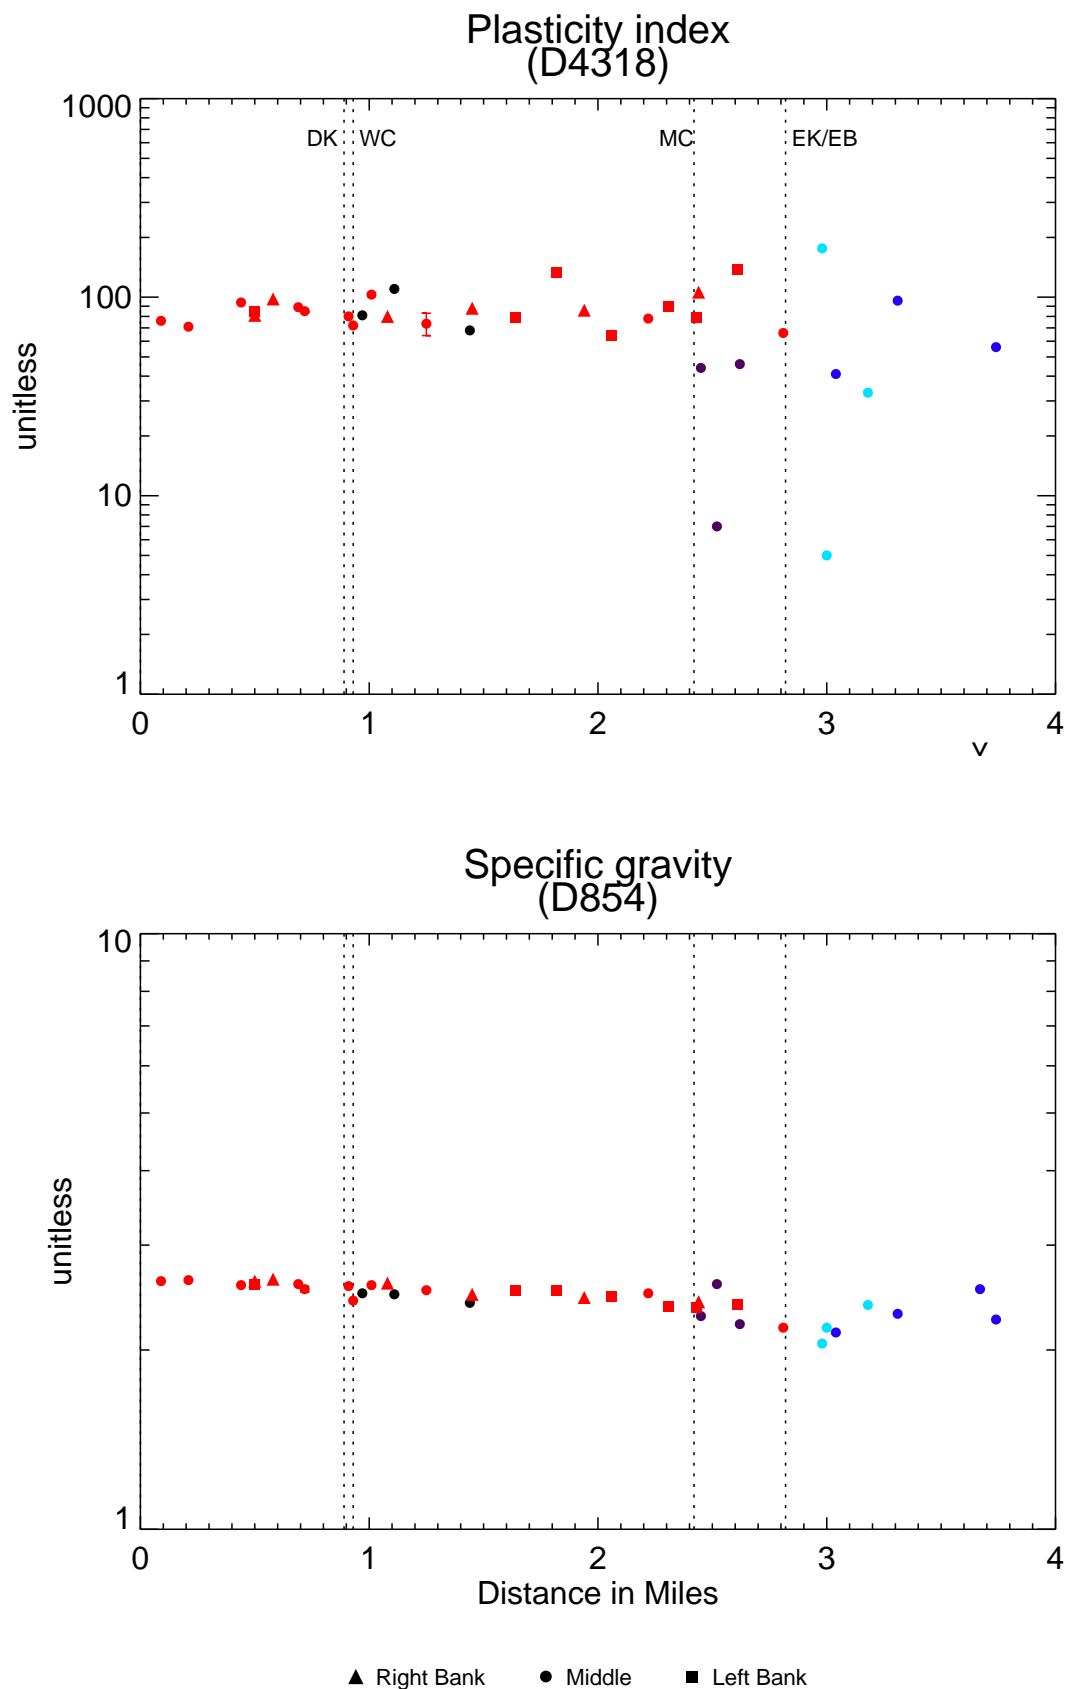 Plasticity index
(D4318)
1000
DK WC MC EK/EB
100
unitless
10
1
0 1 2 3 4
v
Specific gravity
(D854)
10
unitless
1
0 1 2 3 4
Distance in Miles
Right Bank Middle Left Bank